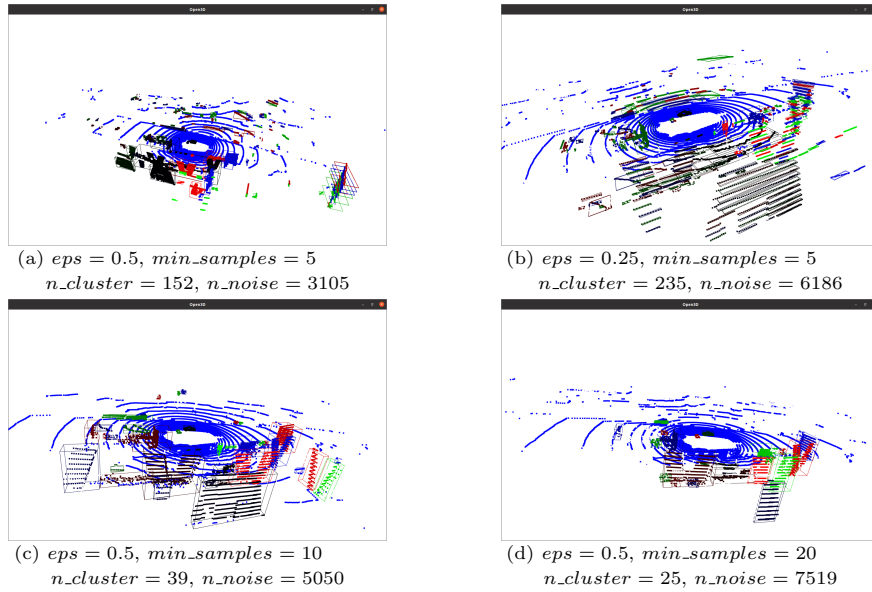 Open3D
Open3D
(a) eps = 0.5, min_samples = 5
n_cluster = 152, n_noise = 3105
(b) eps = 0.25, min_samples = 5
n_cluster = 235, n_noise = 6186
Open3D
Open3D
(c) eps = 0.5, min_samples = 10
n_cluster = 39, n_noise = 5050
(d) eps = 0.5, min_samples = 20
n_cluster = 25, n_noise = 7519